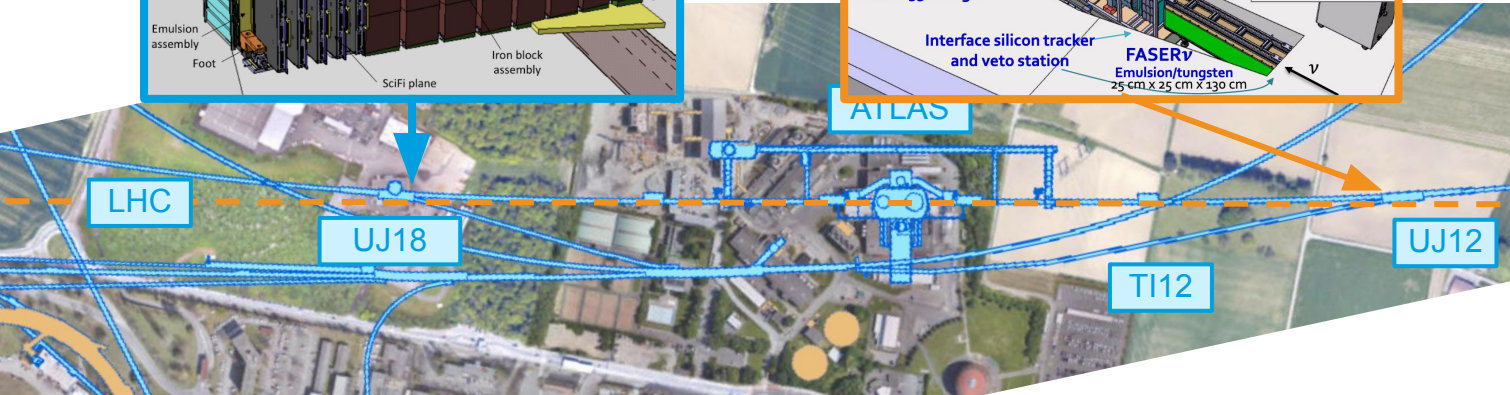 Emulsion
assembly
Foot
SciFi plane
Iron block
assembly
Interface silicon tracker
and veto station
FASERν
Emulsion/tungsten
25 cm x 25 cm x 130 cm
ν
ATLAS
LHC
UJ18
UJ12
TI12